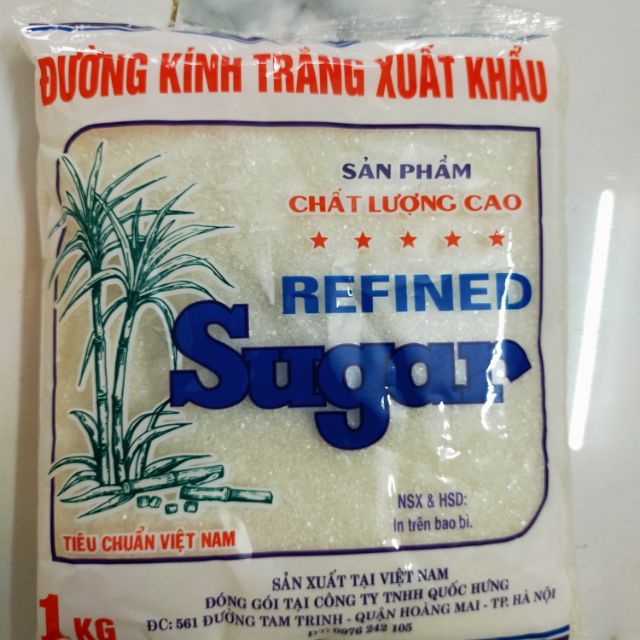 ĐƯỜNG KÍNH TRẮNG XUẤT KHẨU
SẢN PHẨM
CHẤT LƯỢNG CAO
REFINED
Sugar
NSX & HSD:
In trên bao bì.
TIÊU CHUẨN VIỆT NAM
1 KG
SẢN XUẤT TẠI VIỆT NAM
ĐÓNG GÓI TẠI CÔNG TY TNHH QUỐC HƯNG
ĐC: 561 ĐƯỜNG TAM TRINH - QUẬN HOÀNG MAI - TP. HÀ NỘI
0976 242 105